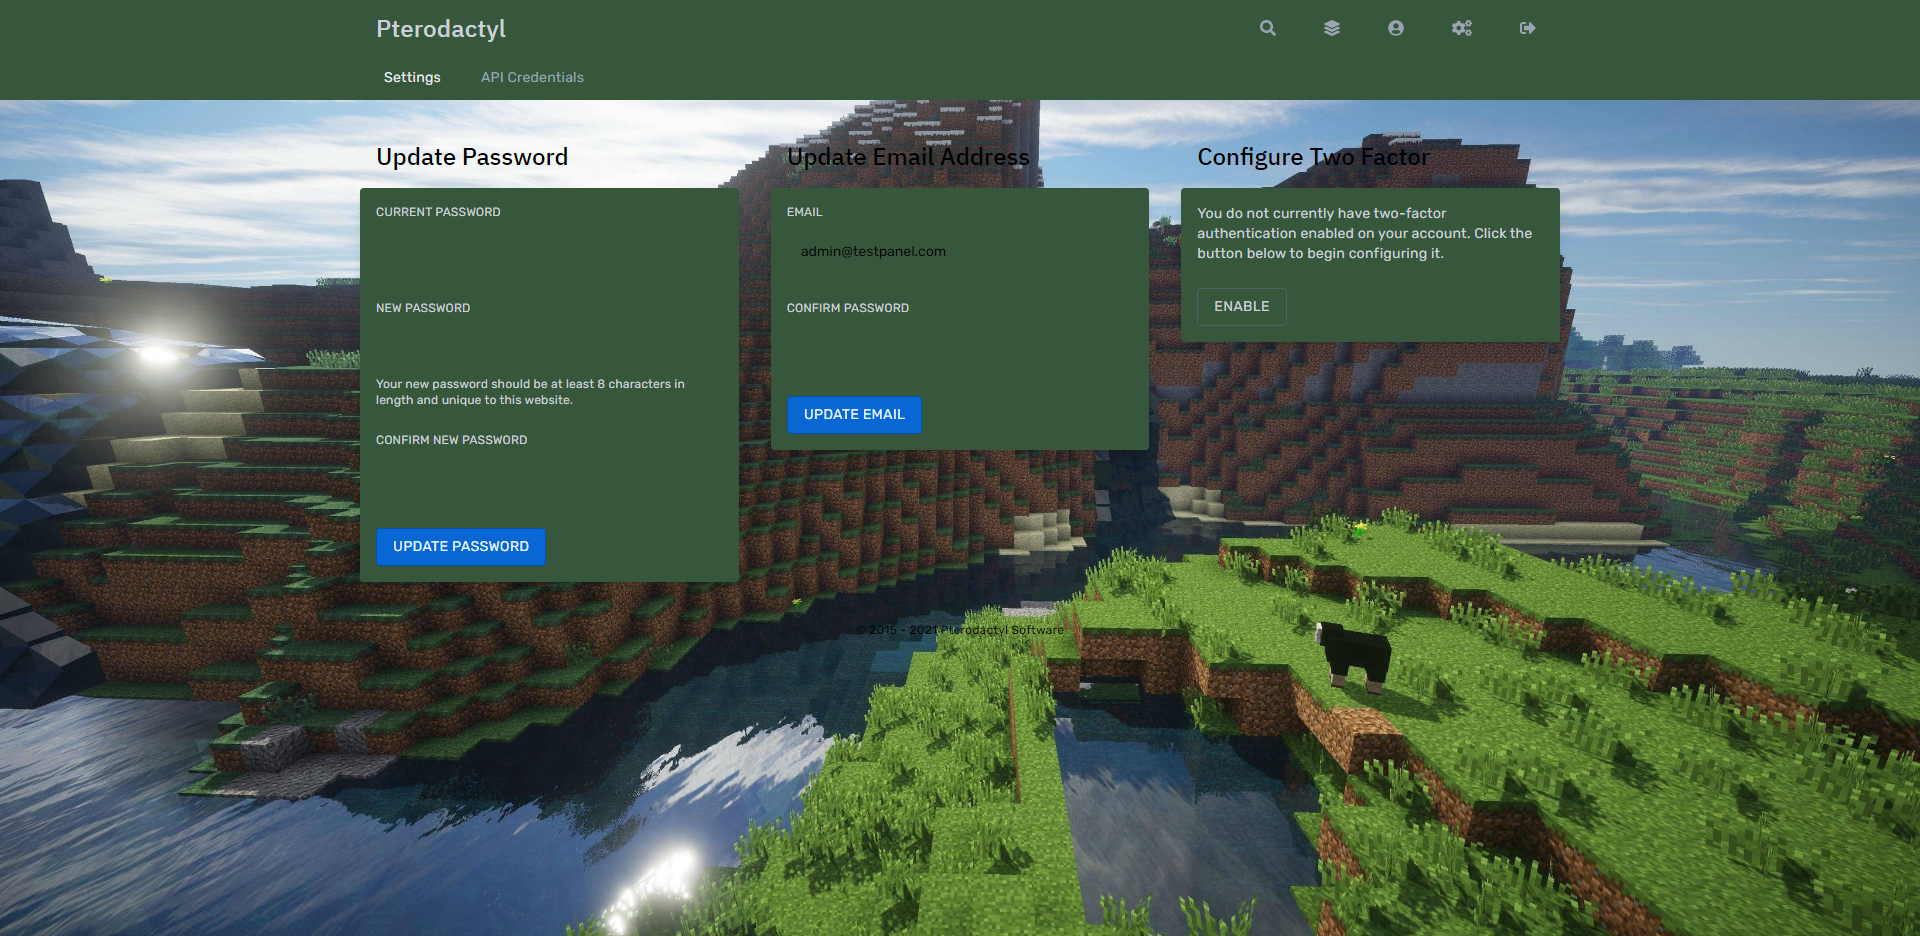 Pterodactyl
Settings
API Credentials
Update Password
CURRENT PASSWORD
NEW PASSWORD
Your new password should be at least 8 characters in
length and unique to this website.
CONFIRM NEW PASSWORD
UPDATE PASSWORD
Update Email Address
EMAIL
admin@testpanel.com
CONFIRM PASSWORD
UPDATE EMAIL
Configure Two Factor
You do not currently have two-factor
authentication enabled on your account. Click the
button below to begin configuring it.
ENABLE
© 2015 - 2021 Pterodactyl Software